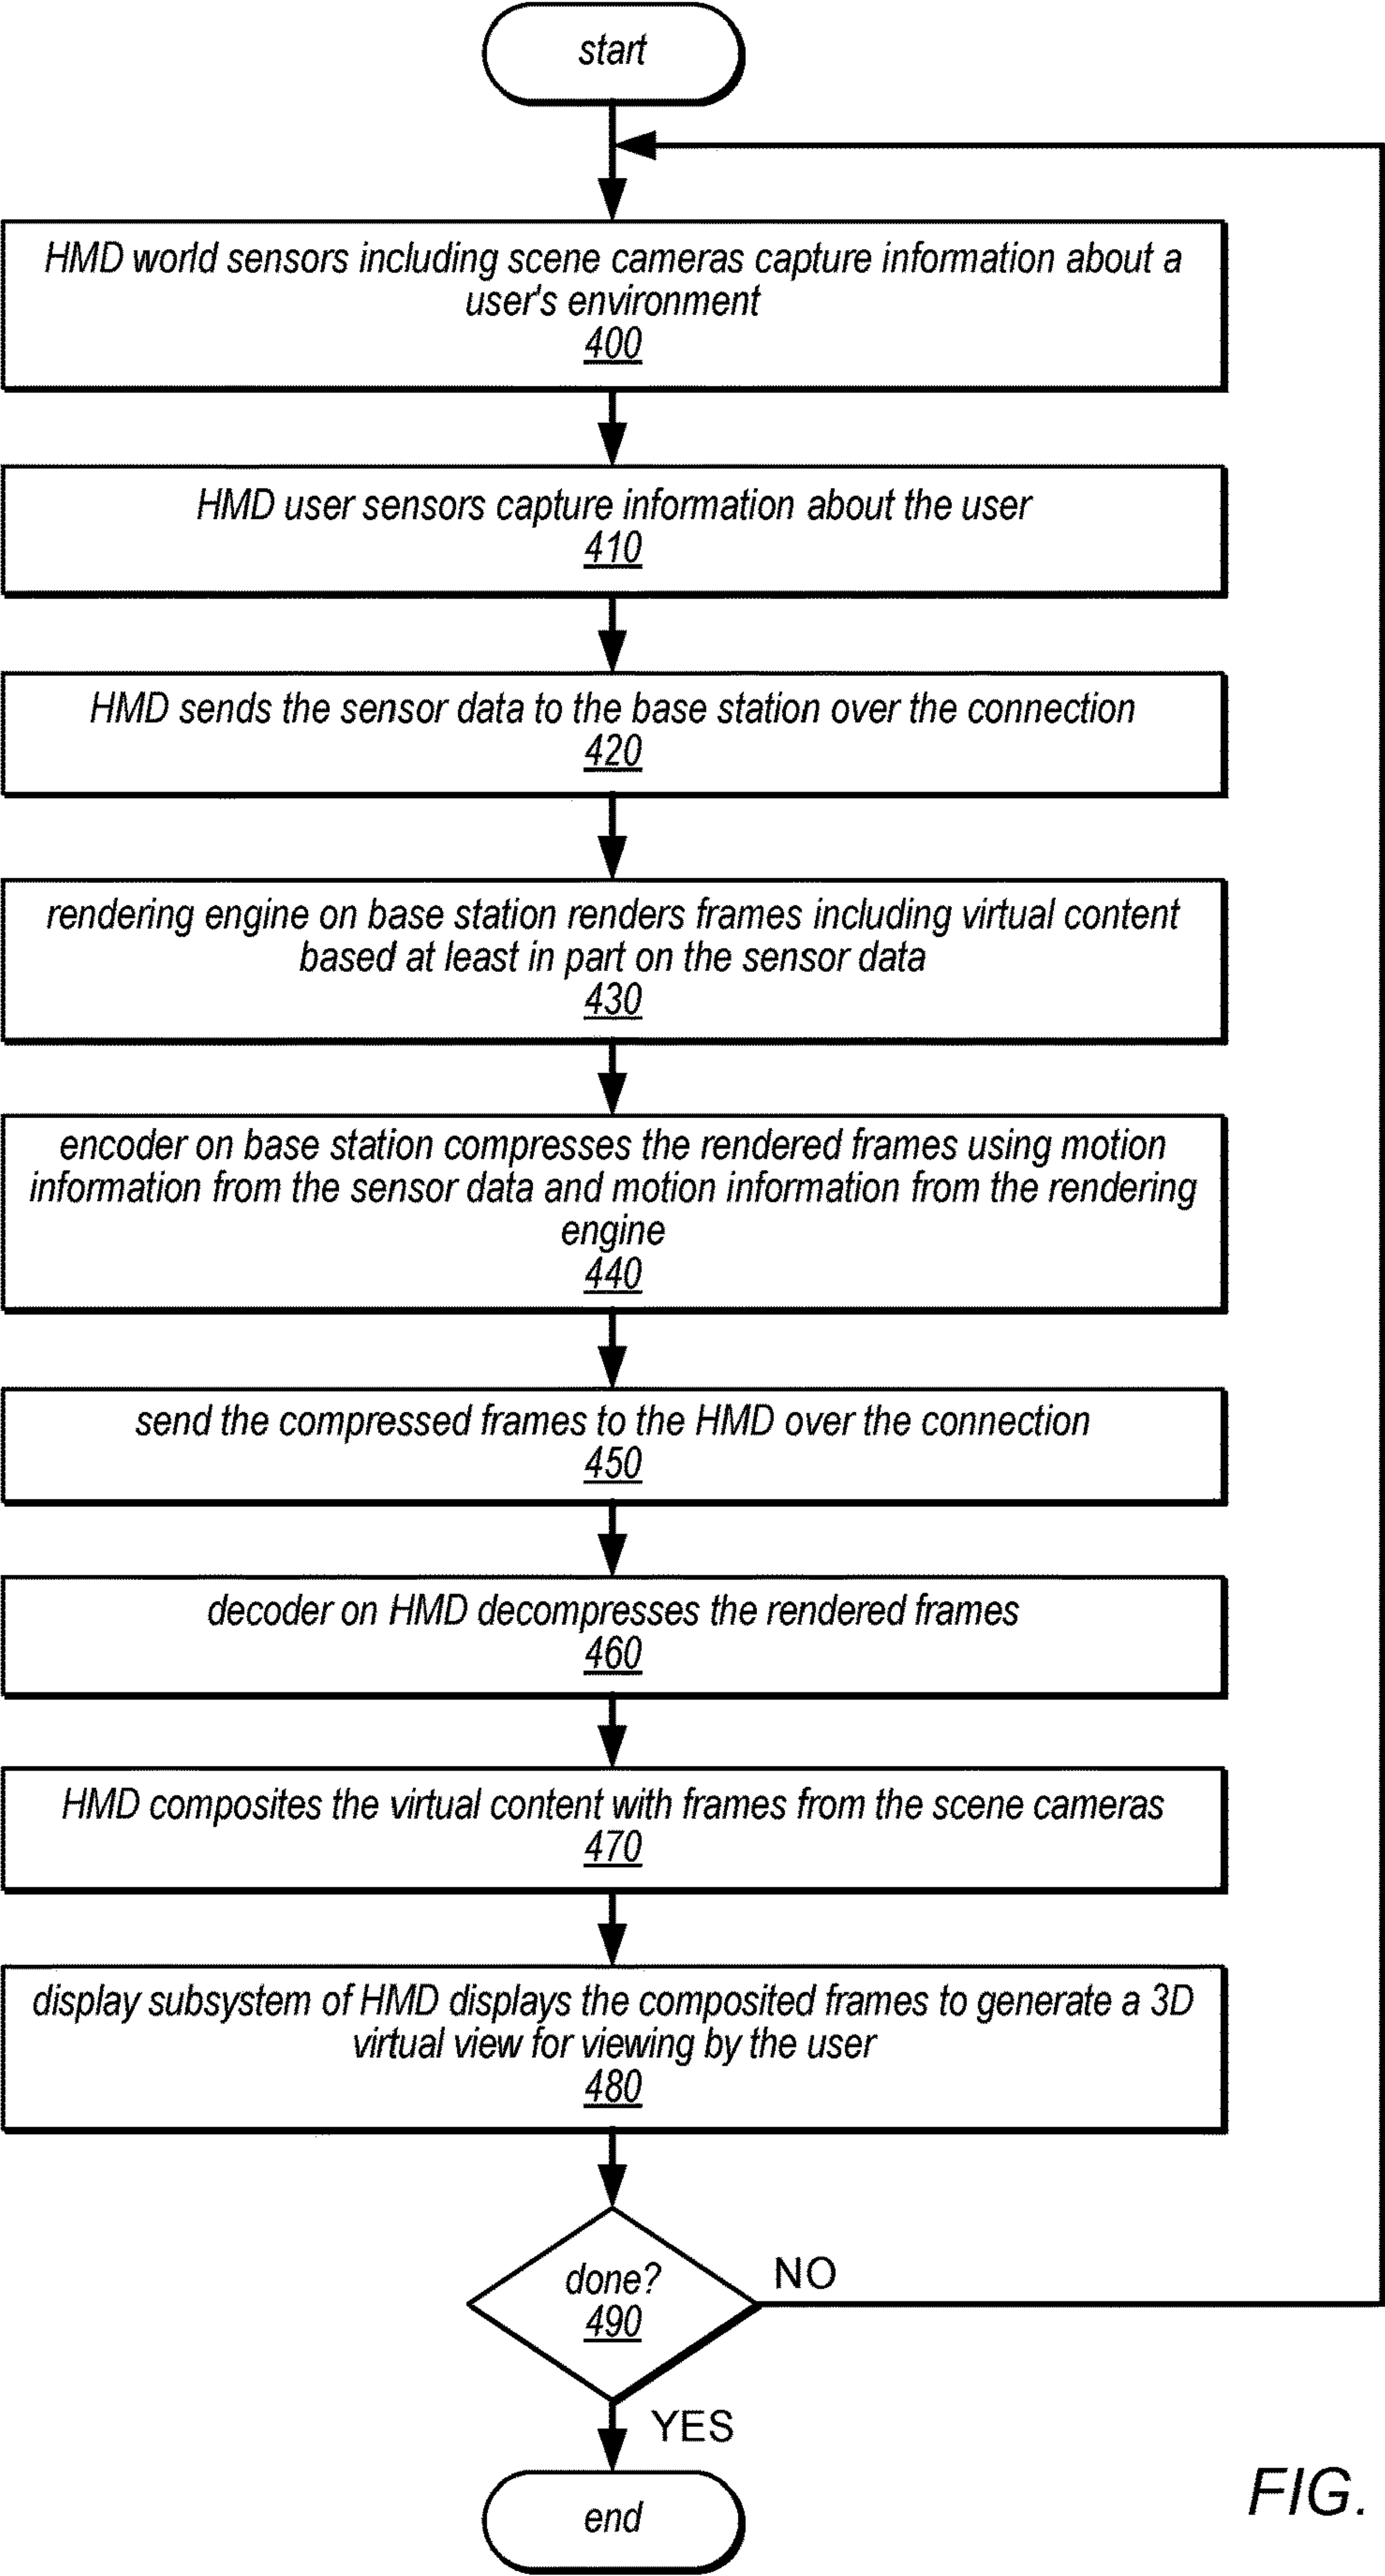 start
HMD world sensors including scene cameras capture information about a
user's environment
400
HMD user sensors capture information about the user
410
HMD sends the sensor data to the base station over the connection
420
rendering engine on base station renders frames including virtual content
based at least in part on the sensor data
430
encoder on base station compresses the rendered frames using motion
information from the sensor data and motion information from the rendering
engine
440
send the compressed frames to the HMD over the connection
450
decoder on HMD decompresses the rendered frames
460
HMD composites the virtual content with frames from the scene cameras
470
display subsystem of HMD displays the composited frames to generate a 3D
virtual view for viewing by the user
480
done?
490
NO
YES
end
FIG.